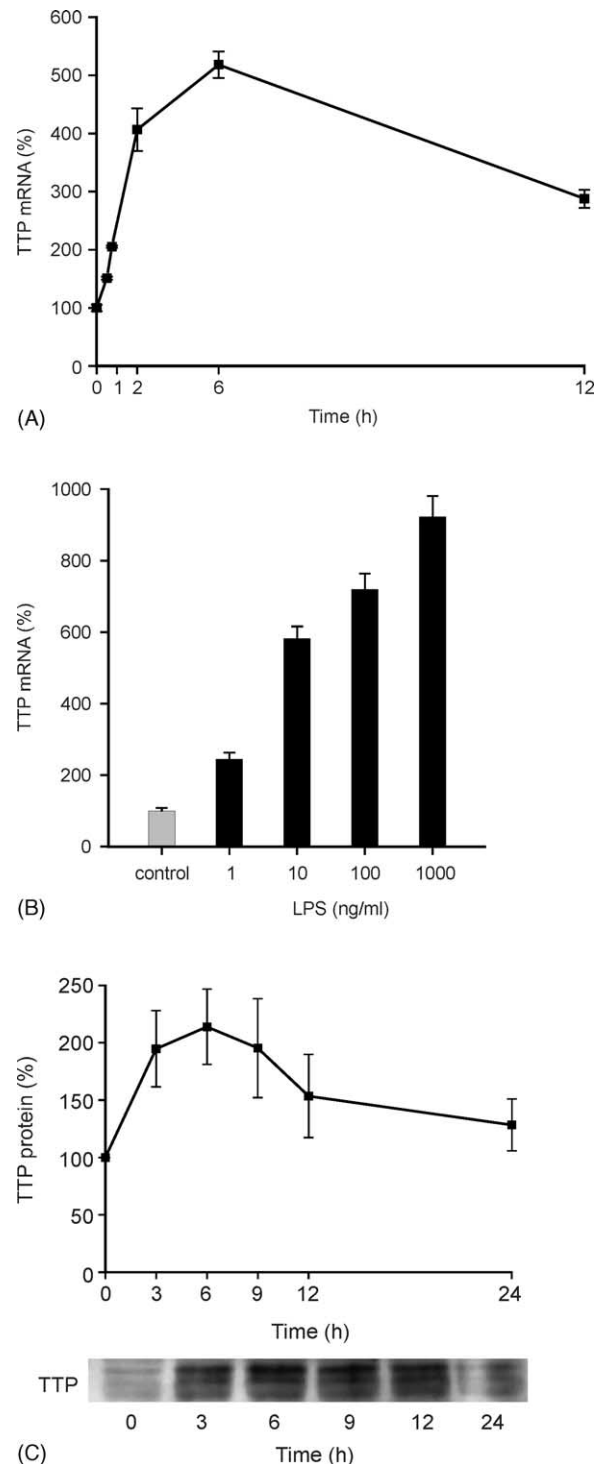 600
500
400
300
200
100
0
TTP mRNA (%)
0 1 2 6 12
Time (h)
(A)
1000
800
600
400
200
0
TTP mRNA (%)
control 1 10 100 1000
LPS (ng/ml)
(B)
250
200
150
100
50
0
TTP protein (%)
0 3 6 9 12 24
Time (h)
TTP
0 3 6 9 12 24
Time (h)
(C)